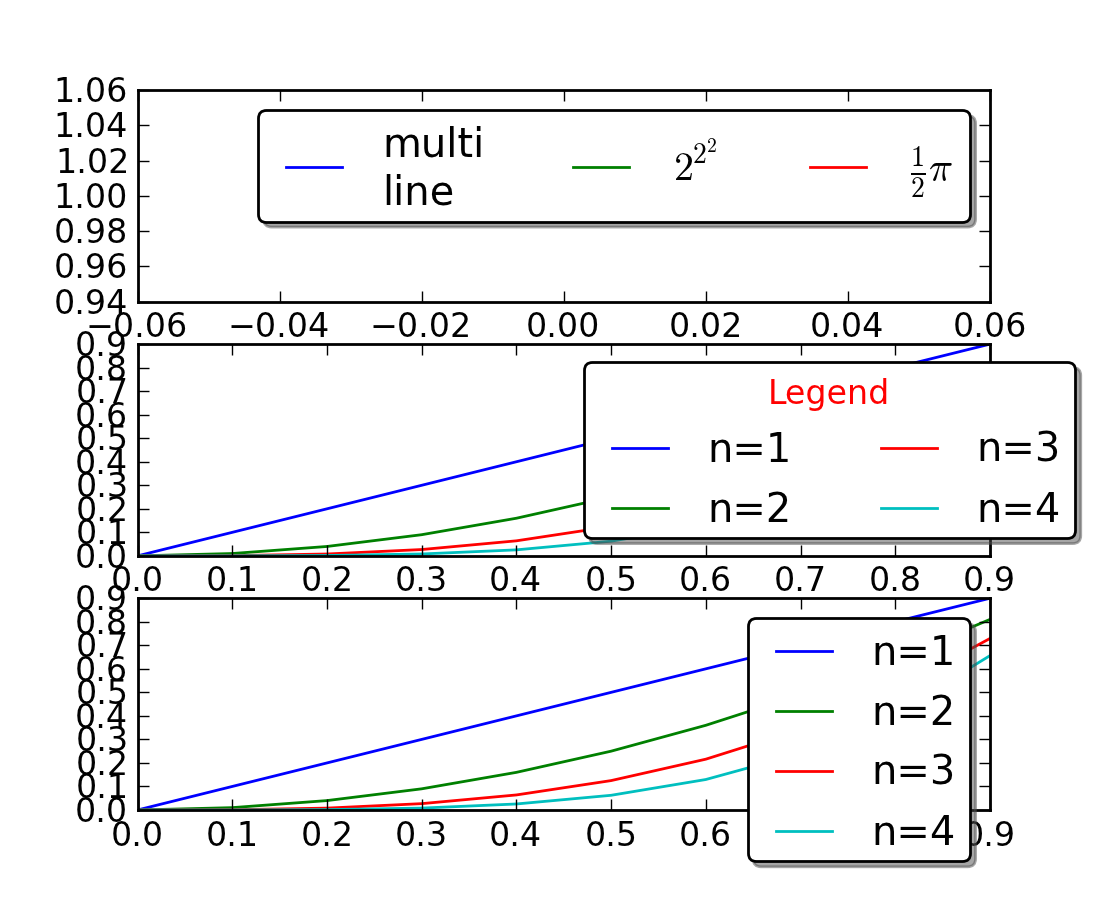 1.06
1.04
1.02
1.00
0.98
0.96
0.94
multi
line
2^{2^2}
\frac{1}{2}π
−0.06 −0.04 −0.02 0.00 0.02 0.04 0.06
0.9
0.8
0.7
0.6
0.5
0.4
0.3
0.2
0.1
0.0
Legend
n=1 n=3
n=2 n=4
0.0 0.1 0.2 0.3 0.4 0.5 0.6 0.7 0.8 0.9
0.9
0.8
0.7
0.6
0.5
0.4
0.3
0.2
0.1
0.0
n=1
n=2
n=3
n=4
0.0 0.1 0.2 0.3 0.4 0.5 0.6 0.9